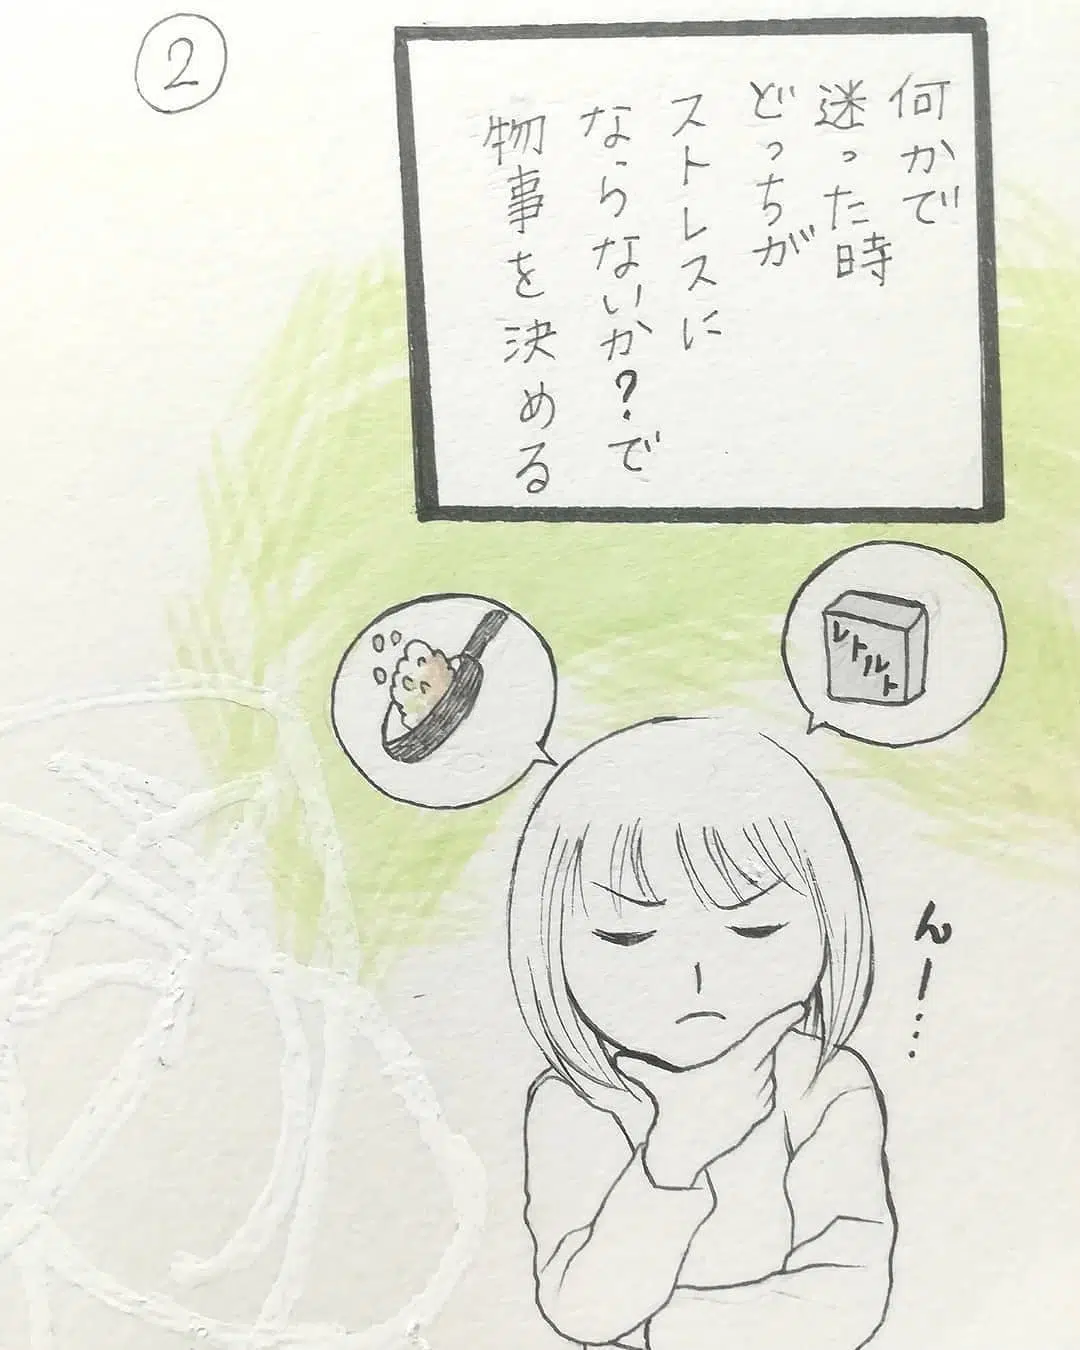 ②
何かで
迷った時
どっちが
ストレスに
ならないか?で
物事を決める
レトルト
んー…